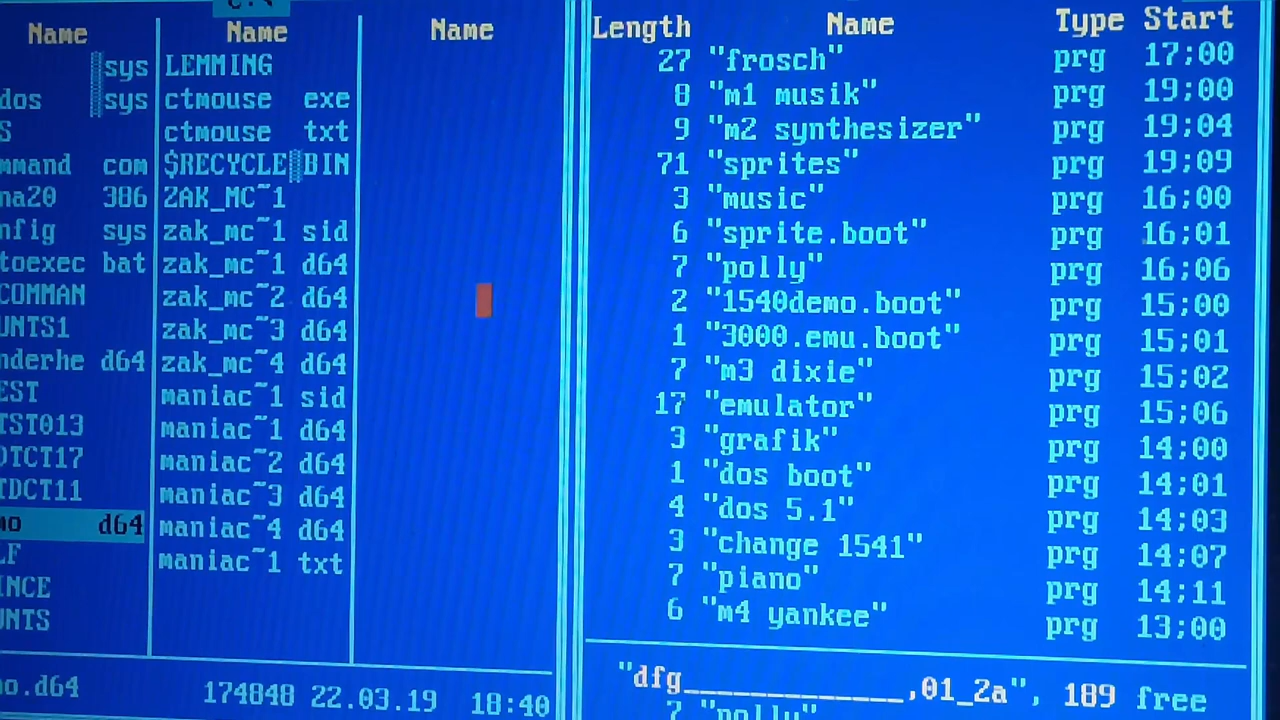 C:\
Name Name Name
sys LEMMING
dos sys ctmouse exe
S ctmouse txt
mmand com $RECYCLE BIN
na20 386 ZAK_MC~1
nfig sys zak_mc~1 sid
toexec bat zak_mc~1 d64
COMMAN zak_mc~2 d64
UNTS1 zak_mc~3 d64
nderhe d64 zak_mc~4 d64
EST maniac~1 sid
TST013 maniac~1 d64
OTCT17 maniac~2 d64
TDCT11 maniac~3 d64
mo d64 maniac~4 d64
LF maniac~1 txt
INCE
UNTS
mo.d64 174848 22.03.19 18:40
Length Name Type Start
27 "frosch" prg 17;00
8 "m1 musik" prg 19;00
9 "m2 synthesizer" prg 19;04
71 "sprites" prg 19;09
3 "music" prg 16;00
6 "sprite.boot" prg 16;01
7 "polly" prg 16;06
2 "1540demo.boot" prg 15;00
1 "3000.emu.boot" prg 15;01
7 "m3 dixie" prg 15;02
17 "emulator" prg 15;06
3 "grafik" prg 14;00
1 "dos boot" prg 14;01
4 "dos 5.1" prg 14;03
3 "change 1541" prg 14;07
7 "piano" prg 14;11
6 "m4 yankee" prg 13;00
"dfg_____________,01_2a", 189 free
7 "polly"